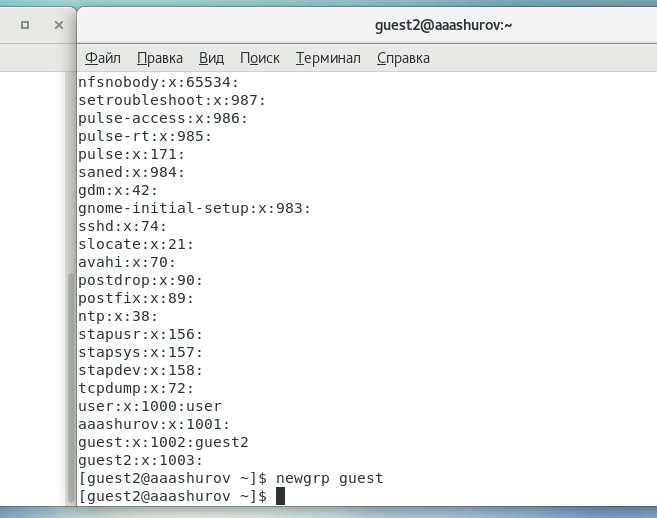 guest2@aaashurov:~
Файл Правка Вид Поиск Терминал Справка
nfsnobody:x:65534:
setroubleshoot:x:987:
pulse-access:x:986:
pulse-rt:x:985:
pulse:x:171:
saned:x:984:
gdm:x:42:
gnome-initial-setup:x:983:
sshd:x:74:
slocate:x:21:
avahi:x:70:
postdrop:x:90:
postfix:x:89:
ntp:x:38:
stapusr:x:156:
stapsys:x:157:
stapdev:x:158:
tcpdump:x:72:
user:x:1000:user
aaashurov:x:1001:
guest:x:1002:guest2
guest2:x:1003:
[guest2@aaashurov ~]$ newgrp guest
[guest2@aaashurov ~]$